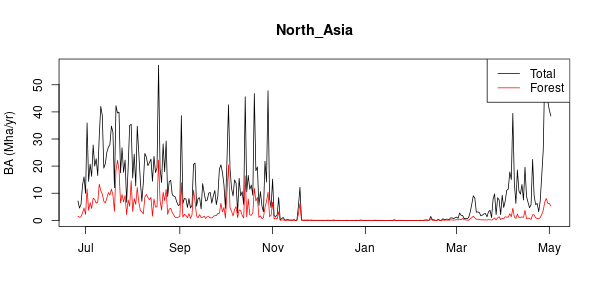 North_Asia
Total
Forest
BA (Mha/yr)
50
40
30
20
10
0
Jul
Sep
Nov
Jan
Mar
May